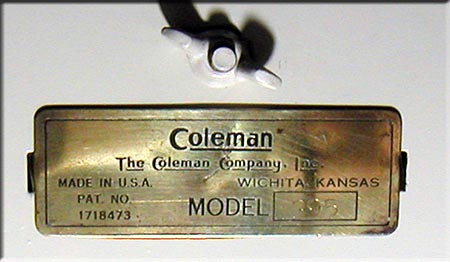 Coleman
The Coleman Company, Inc.
MADE IN U.S.A. WICHITA, KANSAS
PAT. NO.
1718473
MODEL